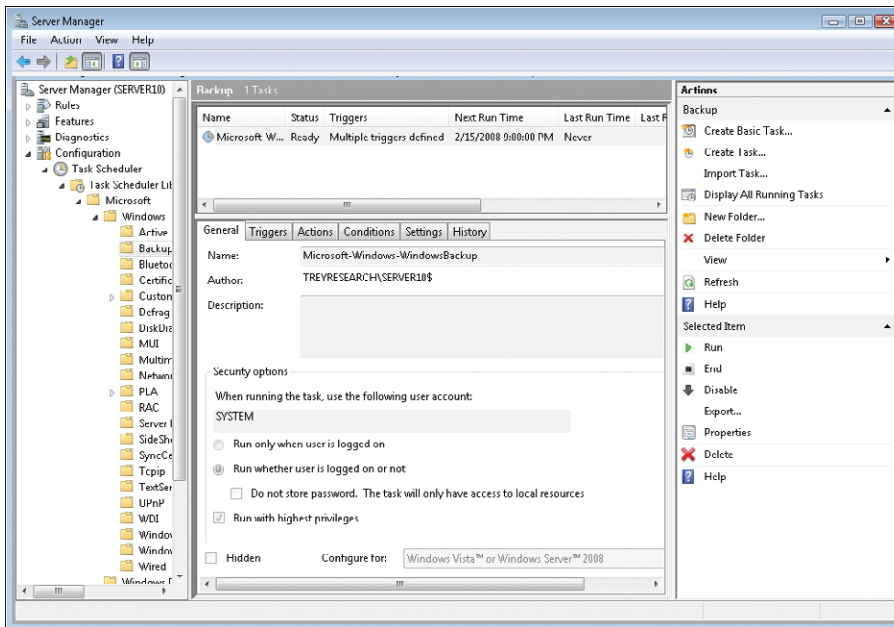 Server Manager
File Action View Help
Server Manager (SERVER10)
Roles
Features
Diagnostics
Configuration
Task Scheduler
Task Scheduler Lib
Microsoft
Windows
Active
Backup
Bluetoo
Certific
Custon
Defrag
DiskDia
MUI
Multim
Networ
PLA
RAC
Server
SideSho
SyncCe
Tcpip
TextSer
UPnP
WDI
Window
Window
Wired
Backup 1 Tasks
Name Status Triggers Next Run Time Last Run Time Last R
Microsoft W... Ready Multiple triggers defined 2/15/2008 9:00:00 PM Never
General Triggers Actions Conditions Settings History
Name: Microsoft-Windows-WindowsBackup
Author: TREYRESEARCH\SERVER10$
Description:
Security options
When running the task, use the following user account:
SYSTEM
Run only when user is logged on
Run whether user is logged on or not
Do not store password. The task will only have access to local resources
Run with highest privileges
Hidden Configure for: Windows Vista™ or Windows Server™ 2008
Actions
Backup
Create Basic Task...
Create Task...
Import Task...
Display All Running Tasks
New Folder...
Delete Folder
View
Refresh
Help
Selected Item
Run
End
Disable
Export...
Properties
Delete
Help